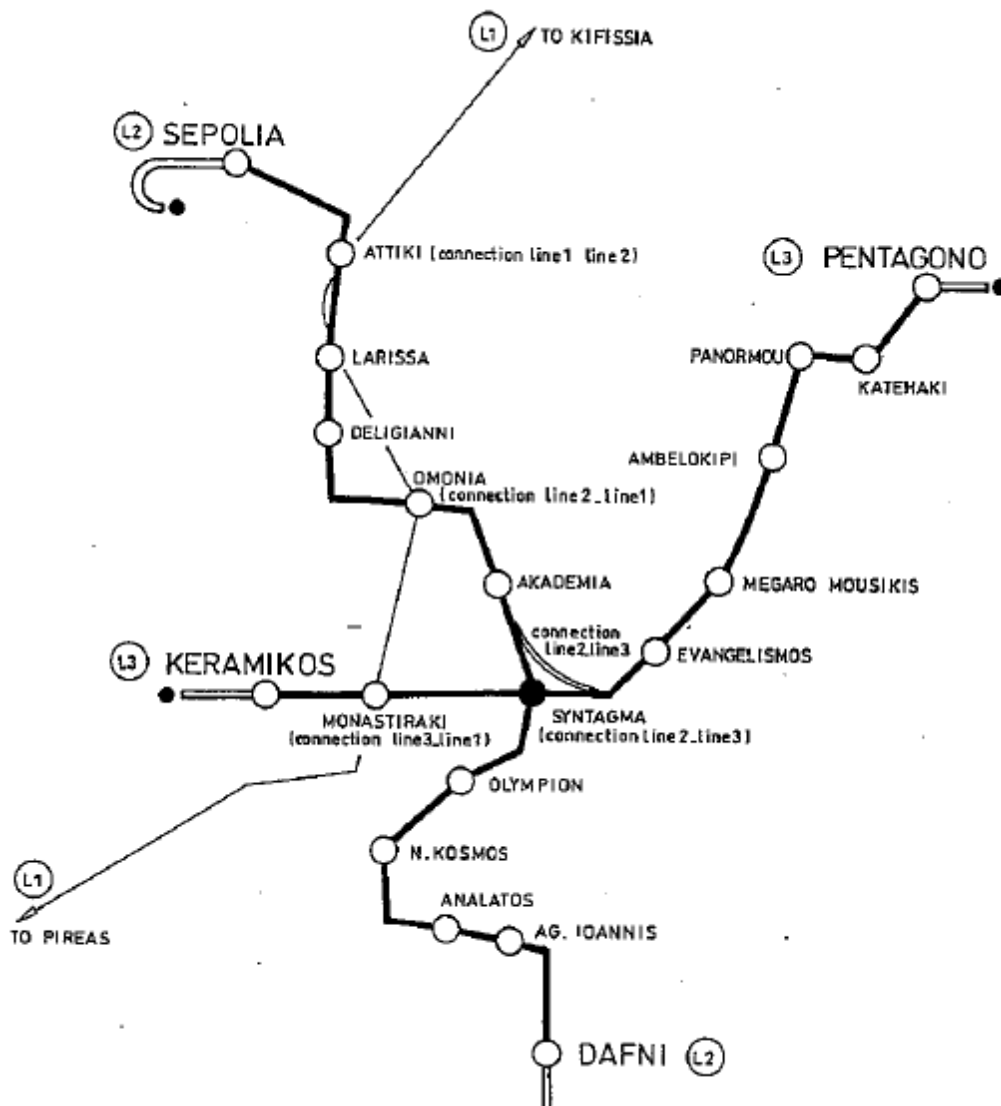 L1 TO KIFISSIA
L2 SEPOLIA
ATTIKI (connection line1 line2)
L3 PENTAGONO
LARISSA
PANORMOU
KATEHAKI
DELIGIANNI
AMBELOKIPI
OMONIA
(connection line2_line1)
AKADEMIA
MEGARO MOUSIKIS
connection
line2_line3
EVANGELISMOS
L3 KERAMIKOS
MONASTIRAKI
(connection line3_line1)
SYNTAGMA
(connection line2_line3)
OLYMPION
N.KOSMOS
L1
TO PIREAS
ANALATOS
AG. IOANNIS
DAFNI L2